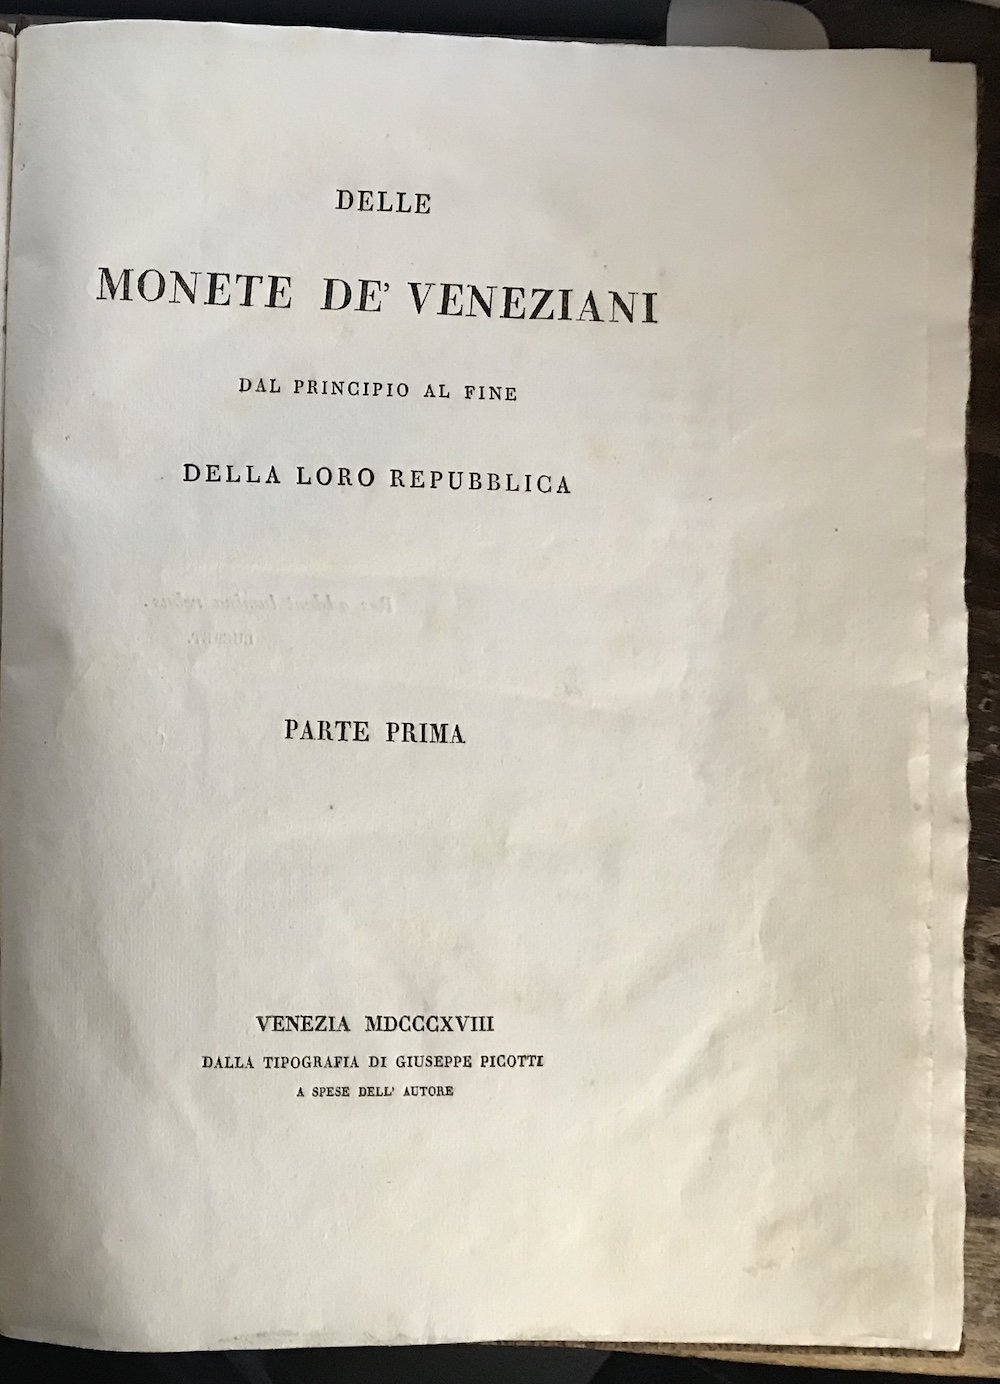 DELLE
MONETE DE' VENEZIANI
DAL PRINCIPIO AL FINE
DELLA LORO REPUBBLICA
PARTE PRIMA
VENEZIA MDCCCXVIII
DALLA TIPOGRAFIA DI GIUSEPPE PICOTTI
A SPESE DELL' AUTORE